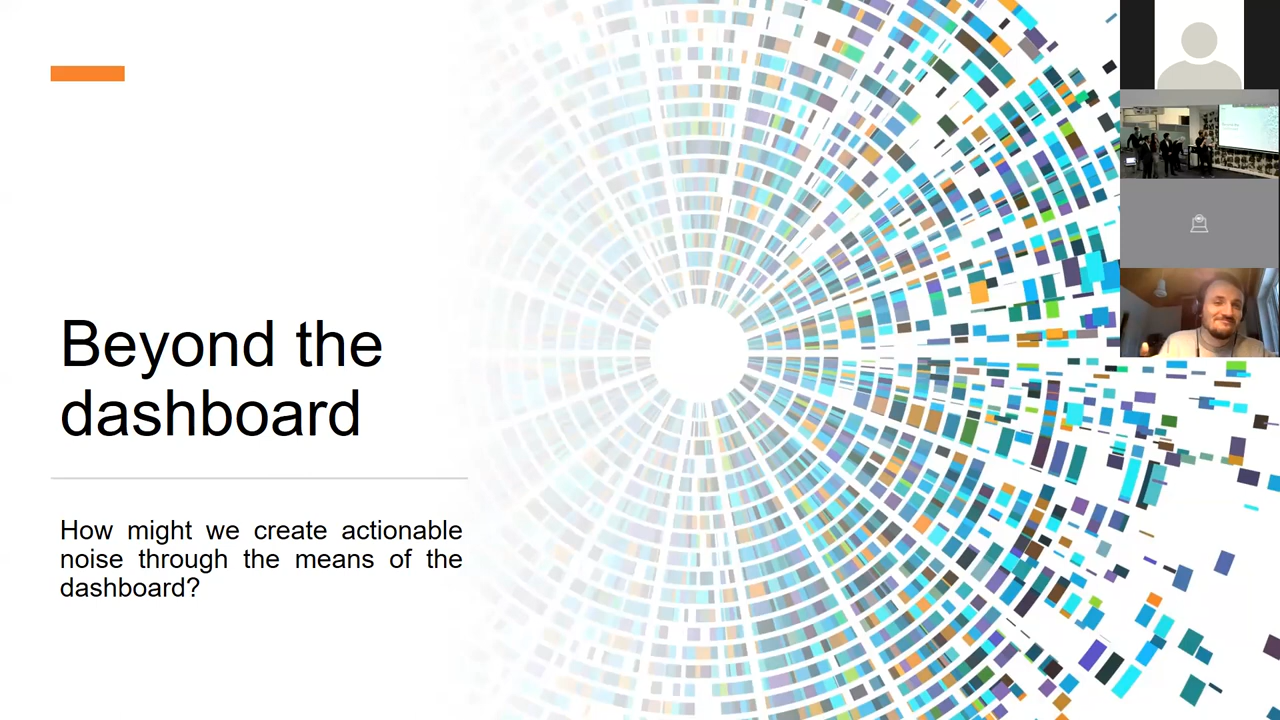 Beyond the
dashboard
How might we create actionable
noise through the means of the
dashboard?